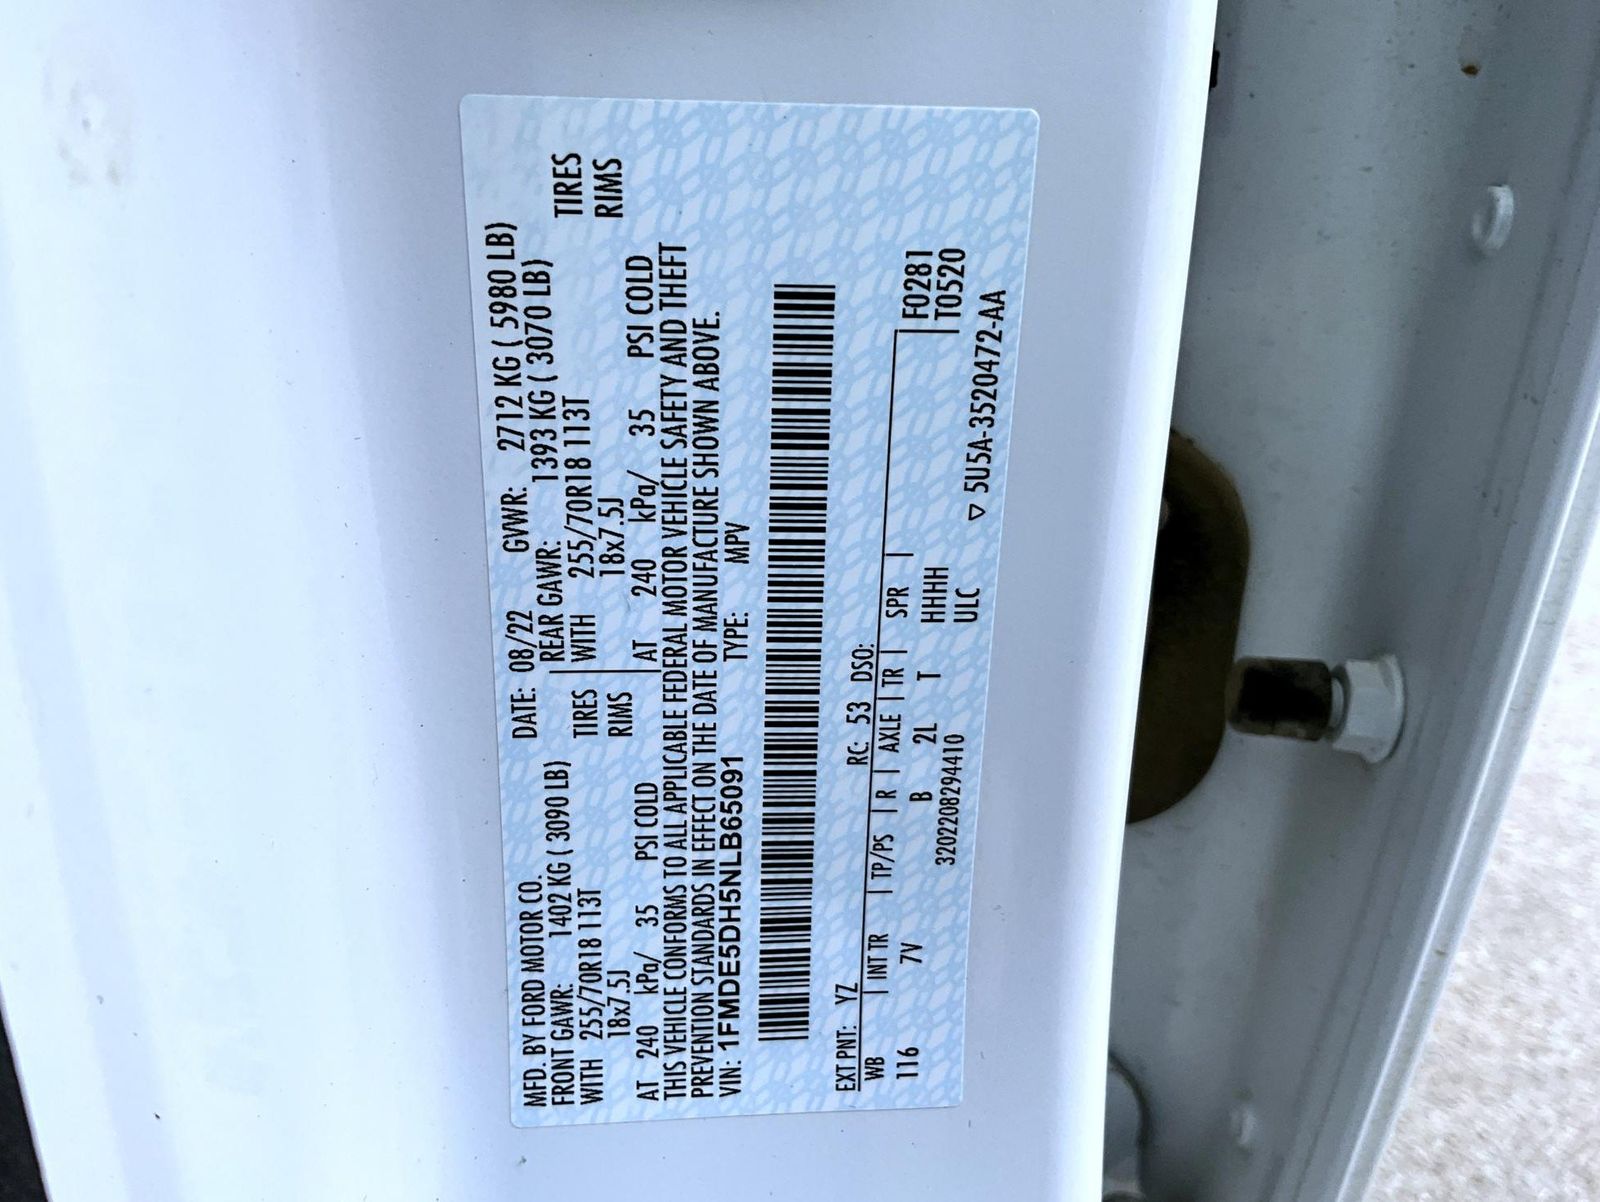 MFD. BY FORD MOTOR CO. DATE: 08/22 GVWR: 2712 KG ( 5980 LB)
FRONT GAWR: 1402 KG ( 3090 LB) REAR GAWR: 1393 KG ( 3070 LB)
WITH 255/70R18 113T TIRES WITH 255/70R18 113T TIRES
18x7.5J RIMS 18x7.5J RIMS
AT 240 kPa/ 35 PSI COLD AT 240 kPa/ 35 PSI COLD
THIS VEHICLE CONFORMS TO ALL APPLICABLE FEDERAL MOTOR VEHICLE SAFETY AND THEFT
PREVENTION STANDARDS IN EFFECT ON THE DATE OF MANUFACTURE SHOWN ABOVE.
VIN: 1FMDE5DH5NLB65091 TYPE: MPV
EXT PNT: YZ RC: 53 DSO:
WB | INT TR | TP/PS | R | AXLE | TR | SPR | F0281
116 7V B 2L T HHHH T0520
3202208294410 ULC ▽ 5U5A-3520472-AA